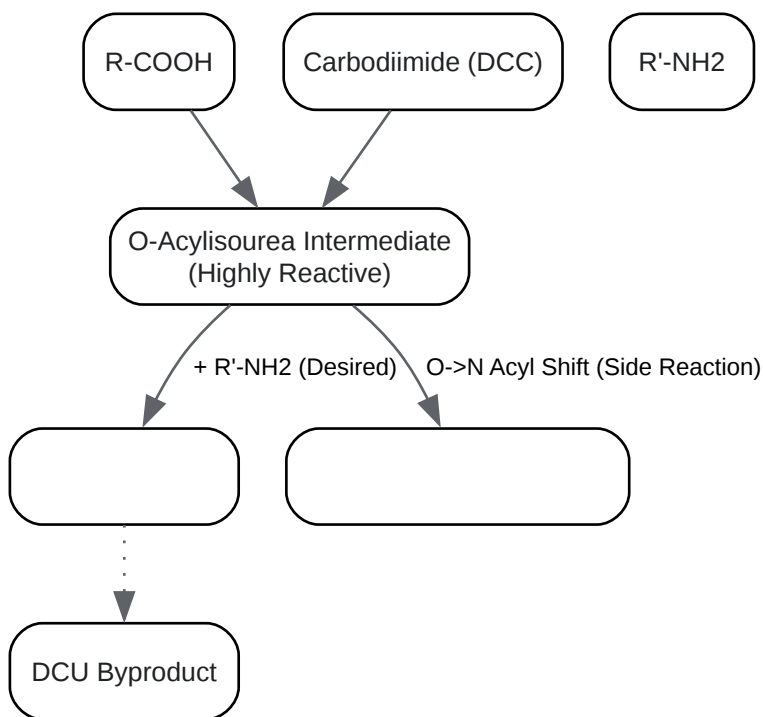 R-COOH
Carbodiimide (DCC)
R'-NH2
O-Acylisourea Intermediate
(Highly Reactive)
+ R'-NH2 (Desired)
O->N Acyl Shift (Side Reaction)
DCU Byproduct